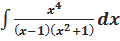 ∫ x⁴/((x−1)(x²+1)) dx